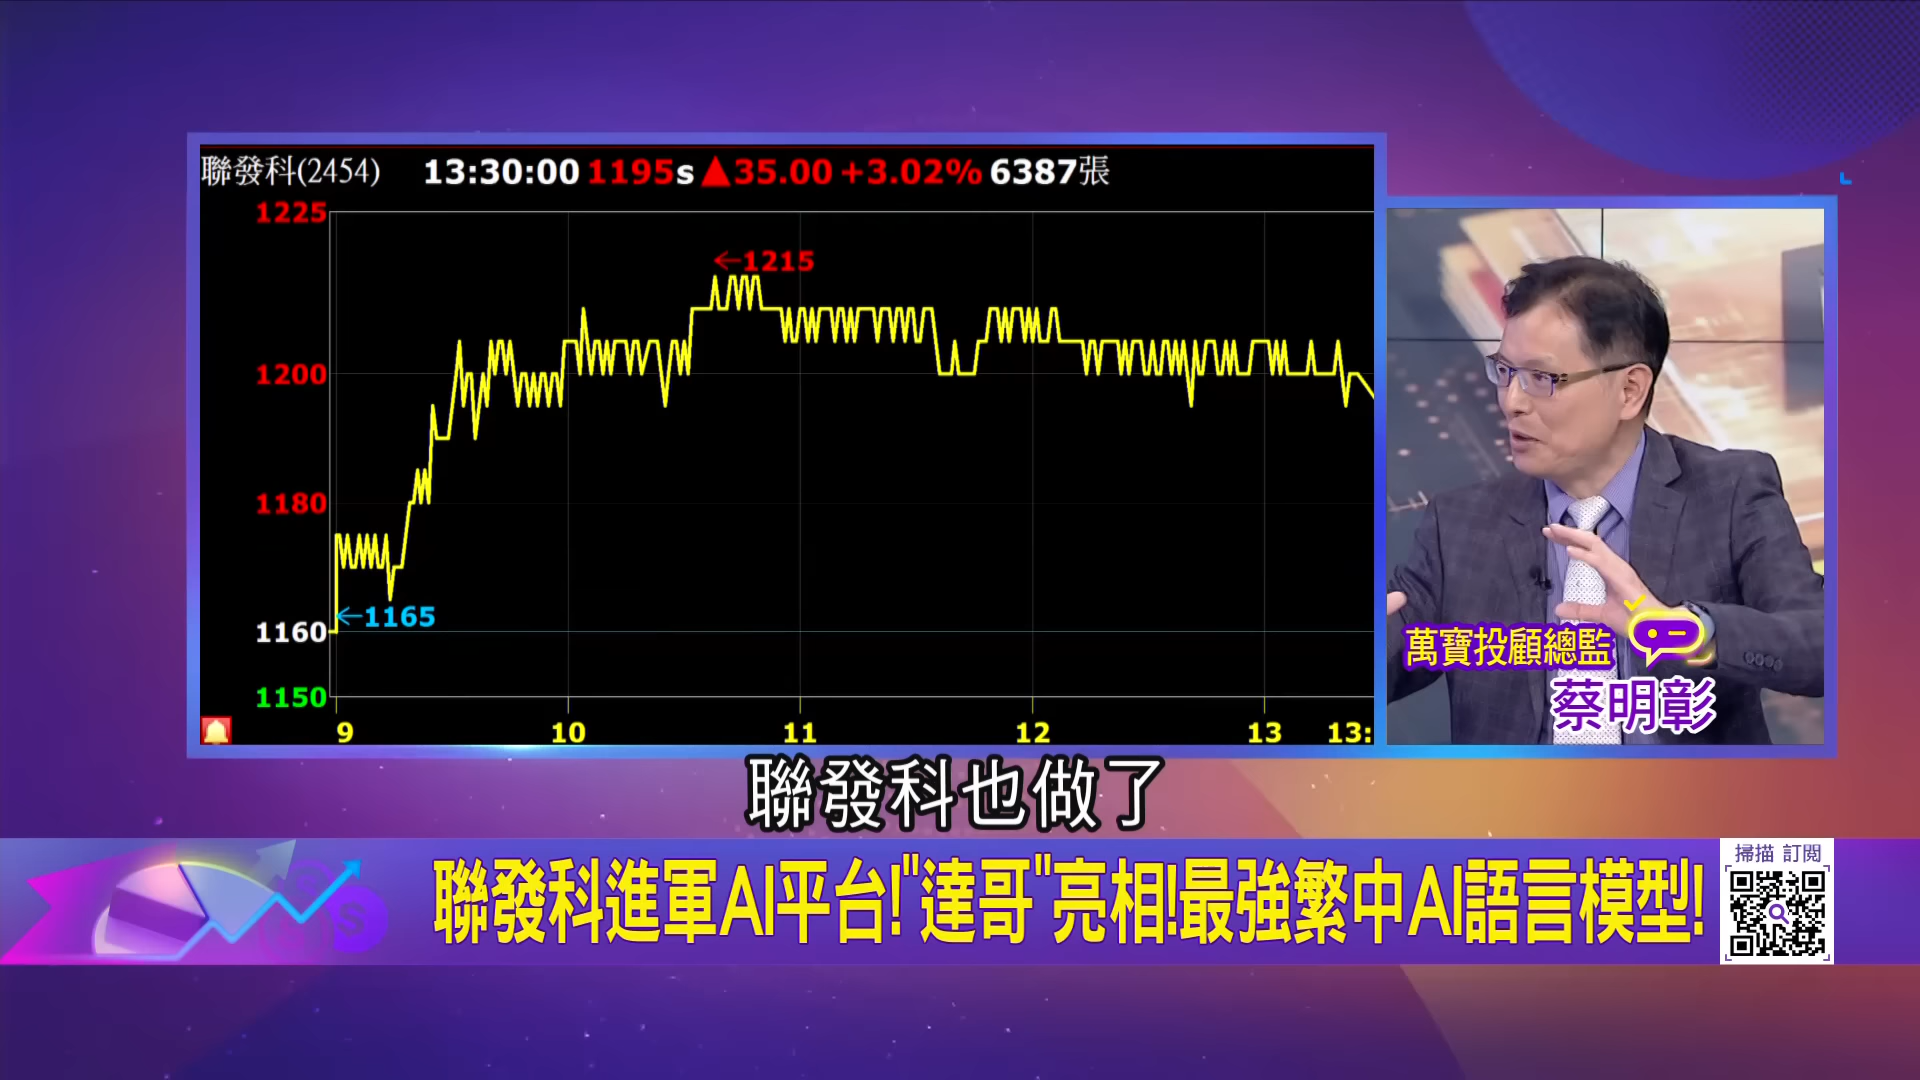 聯發科(2454) 13:30:00 1195s▲35.00 +3.02% 6387張
1225
←1215
1200
1180
←1165
1160
1150
9 10 11 12 13 13:
萬寶投顧總監
蔡明彰
聯發科也做了
掃描 訂閱
聯發科進軍AI平台!"達哥"亮相!最強繁中AI語言模型!